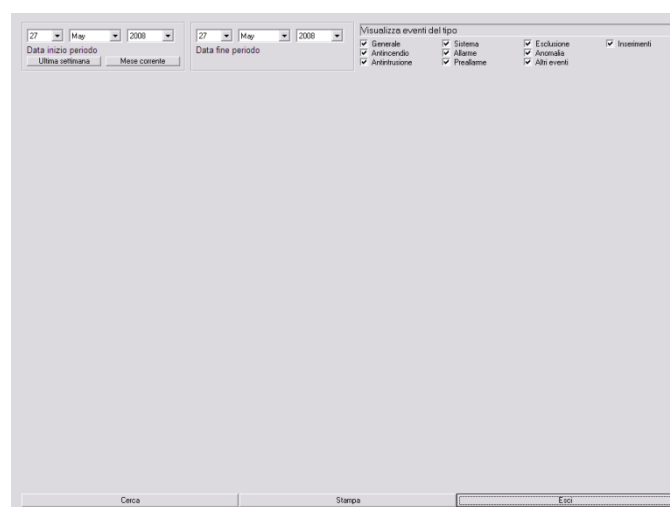 27 May 2008
Data inizio periodo
Ultima settimana Mese corrente
27 May 2008
Data fine periodo
Visualizza eventi del tipo
Generale Sistema Esclusione Inserimenti
Antincendio Allarme Anomalia
Antintrusione Preallarme Altri eventi
Cerca Stampa Esci